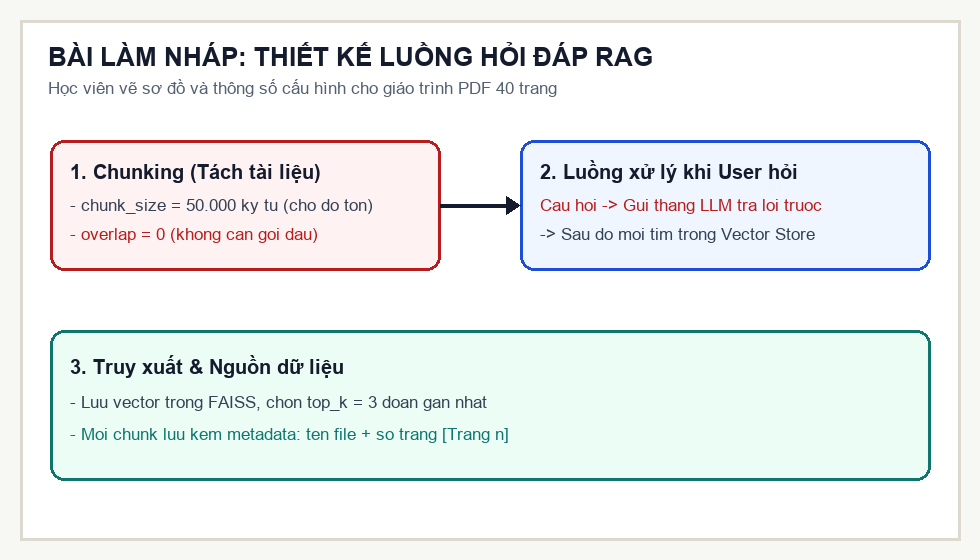 BÀI LÀM NHÁP: THIẾT KẾ LUỒNG HỎI ĐÁP RAG
Học viên vẽ sơ đồ và thông số cấu hình cho giáo trình PDF 40 trang
1. Chunking (Tách tài liệu)
- chunk_size = 50.000 ky tu (cho do ton)
- overlap = 0 (khong can goi dau)
2. Luồng xử lý khi User hỏi
Cau hoi -> Gui thang LLM tra loi truoc
-> Sau do moi tim trong Vector Store
3. Truy xuất & Nguồn dữ liệu
- Luu vector trong FAISS, chon top_k = 3 doan gan nhat
- Moi chunk luu kem metadata: ten file + so trang [Trang n]